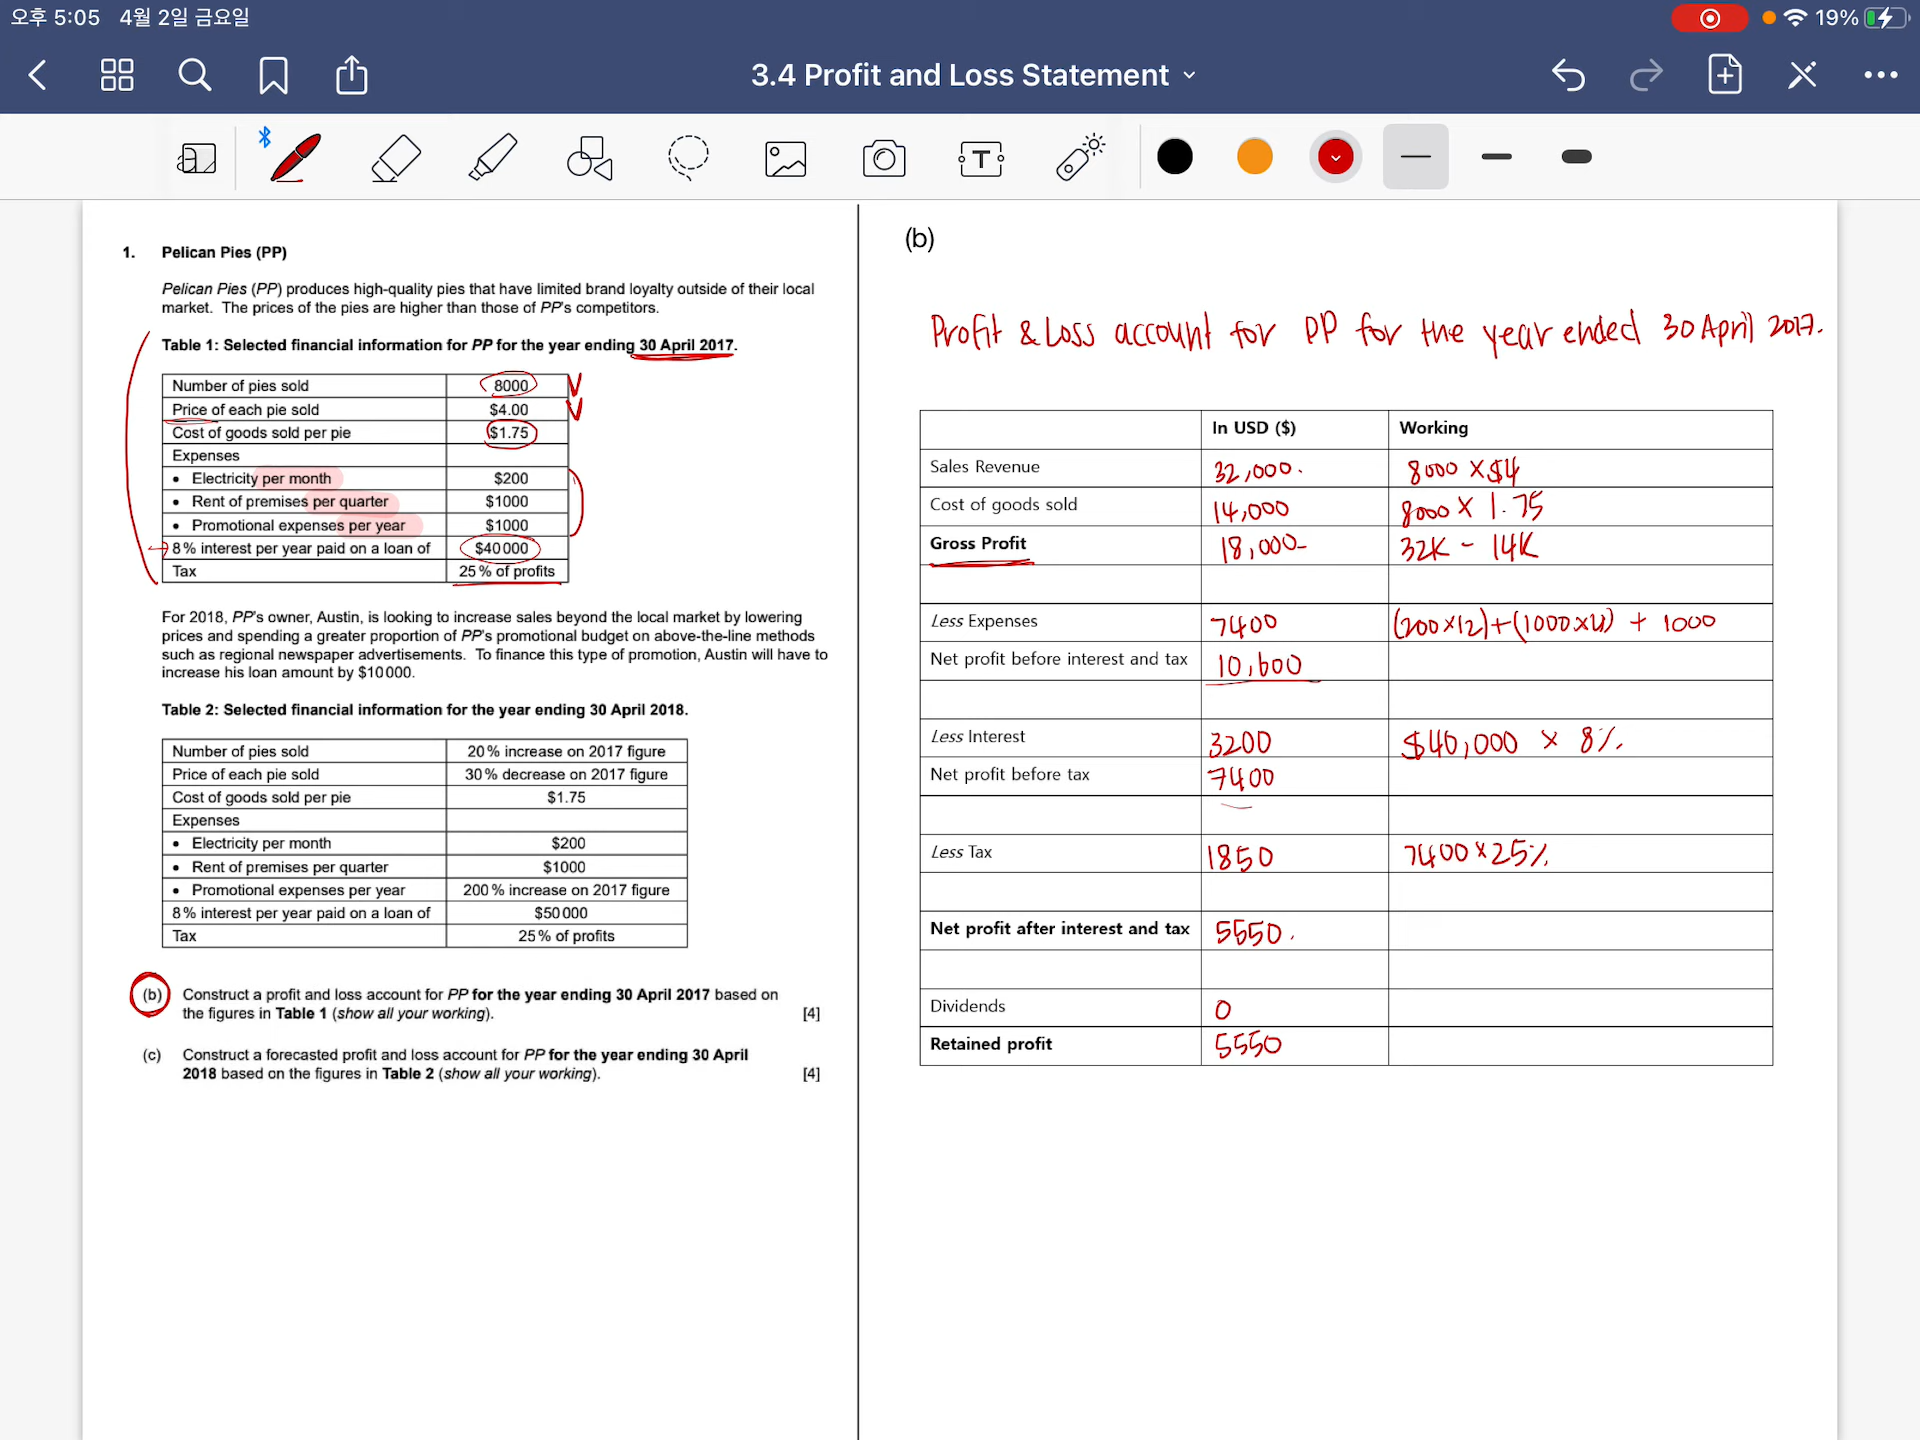 오후 5:05 4월 2일 금요일
19%
3.4 Profit and Loss Statement
1. Pelican Pies (PP)
Pelican Pies (PP) produces high-quality pies that have limited brand loyalty outside of their local
market. The prices of the pies are higher than those of PP's competitors.
Table 1: Selected financial information for PP for the year ending 30 April 2017.
Number of pies sold 8000
Price of each pie sold $4.00
Cost of goods sold per pie $1.75
Expenses
• Electricity per month $200
• Rent of premises per quarter $1000
• Promotional expenses per year $1000
8% interest per year paid on a loan of $40000
Tax 25% of profits
For 2018, PP's owner, Austin, is looking to increase sales beyond the local market by lowering
prices and spending a greater proportion of PP's promotional budget on above-the-line methods
such as regional newspaper advertisements. To finance this type of promotion, Austin will have to
increase his loan amount by $10000.
Table 2: Selected financial information for the year ending 30 April 2018.
Number of pies sold 20% increase on 2017 figure
Price of each pie sold 30% decrease on 2017 figure
Cost of goods sold per pie $1.75
Expenses
• Electricity per month $200
• Rent of premises per quarter $1000
• Promotional expenses per year 200% increase on 2017 figure
8% interest per year paid on a loan of $50000
Tax 25% of profits
(b) Construct a profit and loss account for PP for the year ending 30 April 2017 based on
the figures in Table 1 (show all your working). [4]
(c) Construct a forecasted profit and loss account for PP for the year ending 30 April
2018 based on the figures in Table 2 (show all your working). [4]
(b)
Profit & Loss account for PP for the year ended 30 April 2017.
In USD ($) Working
Sales Revenue 32,000. 8000 x $4
Cost of goods sold 14,000 8000 x 1.75
Gross Profit 18,000- 32K - 14K
Less Expenses 7400 (200x12)+(1000x4) + 1000
Net profit before interest and tax 10,600
Less Interest 3200 $40,000 x 8%
Net profit before tax 7400
Less Tax 1850 7400x25%
Net profit after interest and tax 5550.
Dividends 0
Retained profit 5550